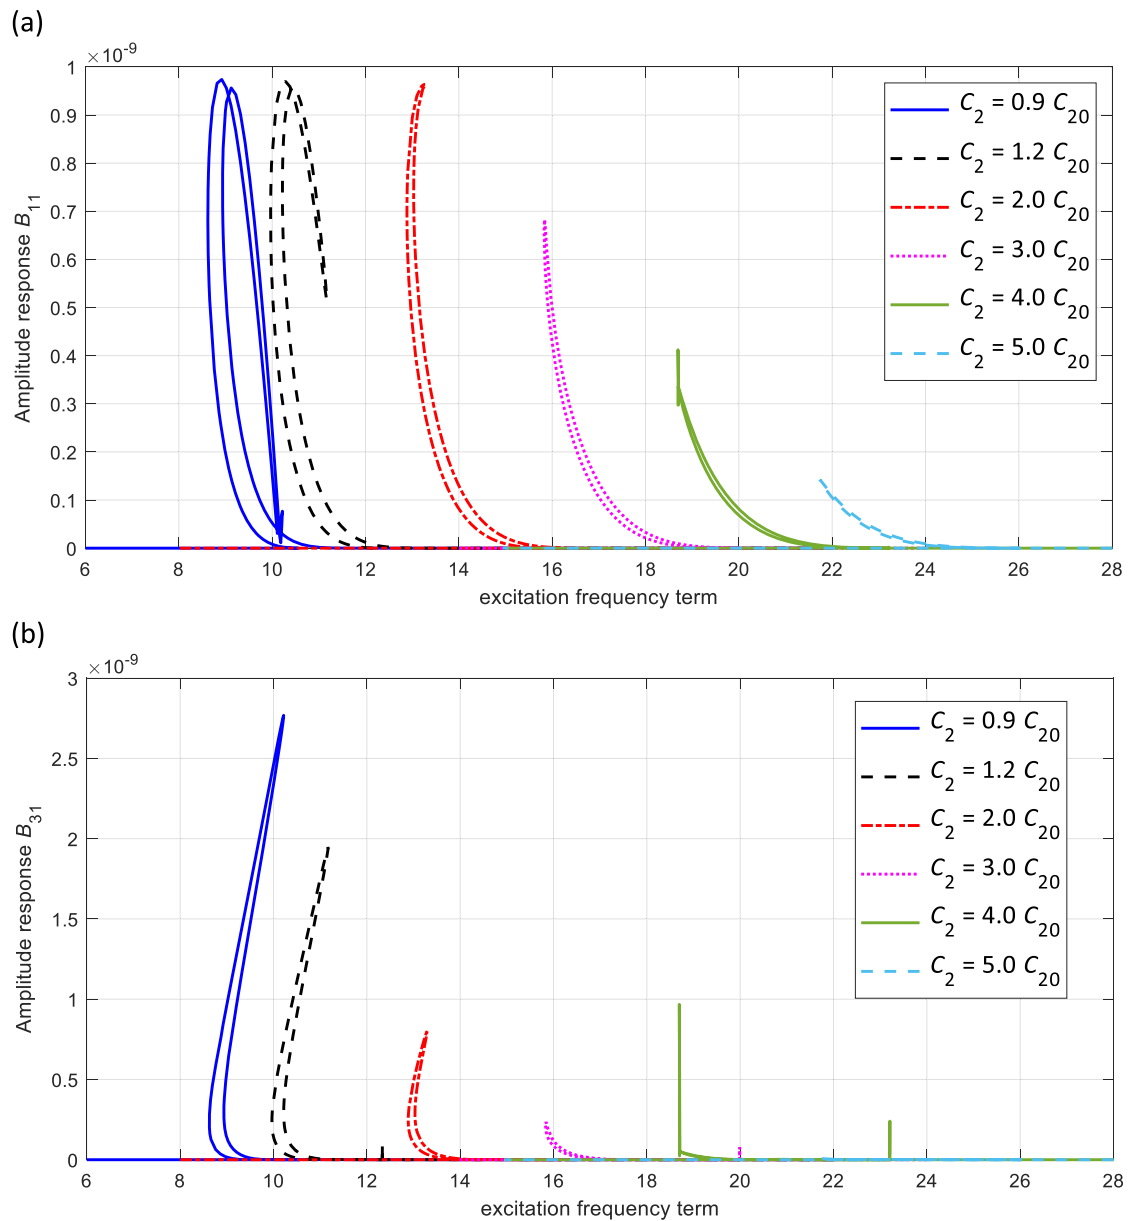 (a)
×10-9
1
0.9
0.8
0.7
0.6
0.5
0.4
0.3
0.2
0.1
0
Amplitude response B11
6 8 10 12 14 16 18 20 22 24 26 28
excitation frequency term
C2 = 0.9 C20
C2 = 1.2 C20
C2 = 2.0 C20
C2 = 3.0 C20
C2 = 4.0 C20
C2 = 5.0 C20
(b)
×10-9
3
2.5
2
1.5
1
0.5
0
Amplitude response B31
6 8 10 12 14 16 18 20 22 24 26 28
excitation frequency term
C2 = 0.9 C20
C2 = 1.2 C20
C2 = 2.0 C20
C2 = 3.0 C20
C2 = 4.0 C20
C2 = 5.0 C20